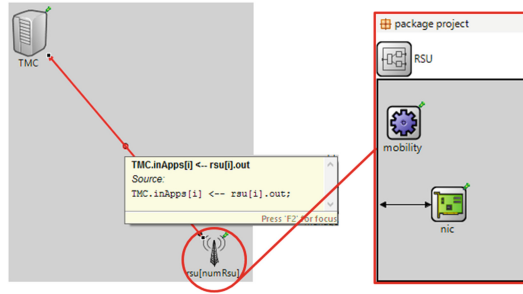 TMC
TMC.inApps[i] <-- rsu[i].out
Source:
TMC.inApps[i] <-- rsu[i].out;
Press 'F2' for focus
rsu[numRsu]
package project
RSU
mobility
nic